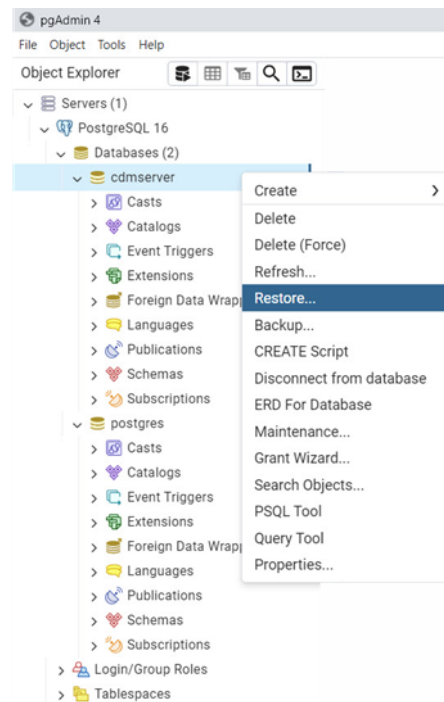 pgAdmin 4
File Object Tools Help
Object Explorer
Servers (1)
PostgreSQL 16
Databases (2)
cdmserver
Casts
Catalogs
Event Triggers
Extensions
Foreign Data Wrap
Languages
Publications
Schemas
Subscriptions
postgres
Casts
Catalogs
Event Triggers
Extensions
Foreign Data Wrap
Languages
Publications
Schemas
Subscriptions
Login/Group Roles
Tablespaces
Create
Delete
Delete (Force)
Refresh...
Restore...
Backup...
CREATE Script
Disconnect from database
ERD For Database
Maintenance...
Grant Wizard...
Search Objects...
PSQL Tool
Query Tool
Properties...